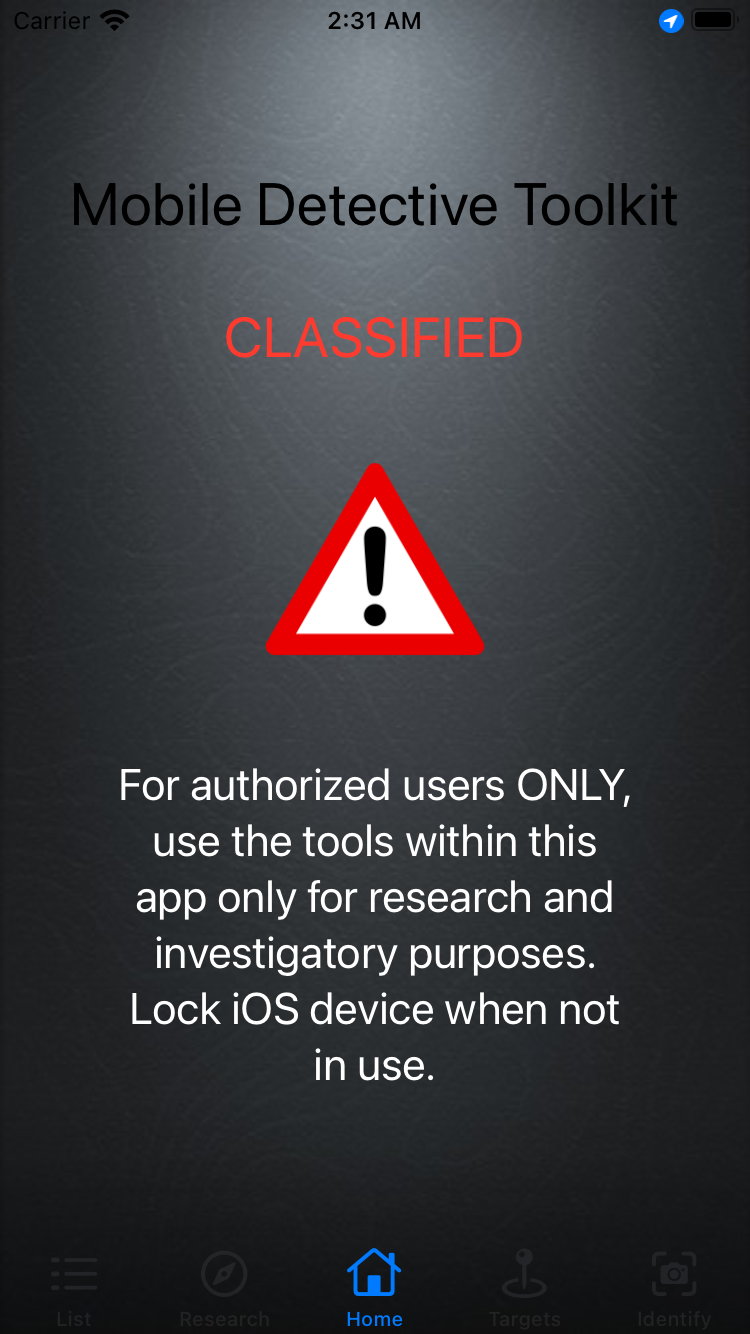 Carrier 2:31 AM
Mobile Detective Toolkit
CLASSIFIED
!
For authorized users ONLY,
use the tools within this
app only for research and
investigatory purposes.
Lock iOS device when not
in use.
List Research Home Targets Identify